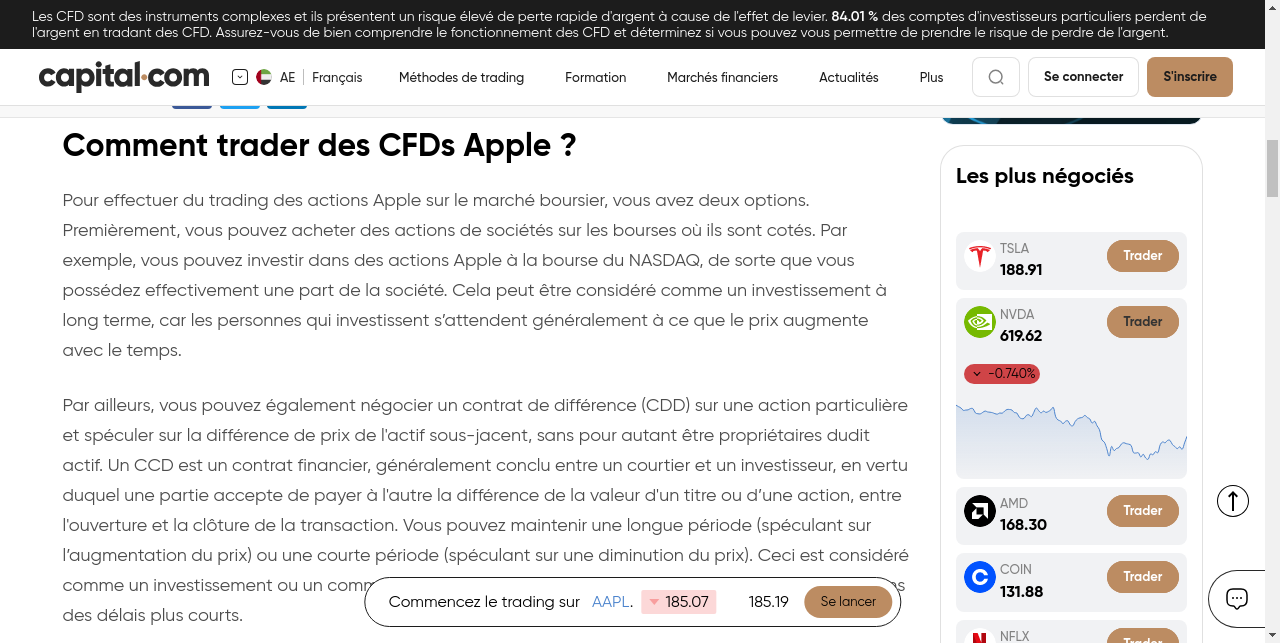 Les CFD sont des instruments complexes et ils présentent un risque élevé de perte rapide d'argent à cause de l'effet de levier. 84.01 % des comptes d'investisseurs particuliers perdent de
l'argent en tradant des CFD. Assurez-vous de bien comprendre le fonctionnement des CFD et déterminez si vous pouvez vous permettre de prendre le risque de perdre de l'argent.
capital.com
AE
Français
Méthodes de trading
Formation
Marchés financiers
Actualités
Plus
Se connecter
S'inscrire
Comment trader des CFDs Apple ?
Pour effectuer du trading des actions Apple sur le marché boursier, vous avez deux options.
Premièrement, vous pouvez acheter des actions de sociétés sur les bourses où ils sont cotés. Par
exemple, vous pouvez investir dans des actions Apple à la bourse du NASDAQ, de sorte que vous
possédez effectivement une part de la société. Cela peut être considéré comme un investissement à
long terme, car les personnes qui investissent s’attendent généralement à ce que le prix augmente
avec le temps.
Par ailleurs, vous pouvez également négocier un contrat de différence (CDD) sur une action particulière
et spéculer sur la différence de prix de l'actif sous-jacent, sans pour autant être propriétaires dudit
actif. Un CCD est un contrat financier, généralement conclu entre un courtier et un investisseur, en vertu
duquel une partie accepte de payer à l'autre la différence de la valeur d'un titre ou d’une action, entre
l'ouverture et la clôture de la transaction. Vous pouvez maintenir une longue période (spéculant sur
l’augmentation du prix) ou une courte période (spéculant sur une diminution du prix). Ceci est considéré
comme un investissement ou un
des délais plus courts.
Commencez le trading sur AAPL.
185.07
185.19
Se lancer
Les plus négociés
TSLA
188.91
Trader
NVDA
619.62
Trader
-0.740%
AMD
168.30
Trader
COIN
131.88
Trader
NFLX
Trader